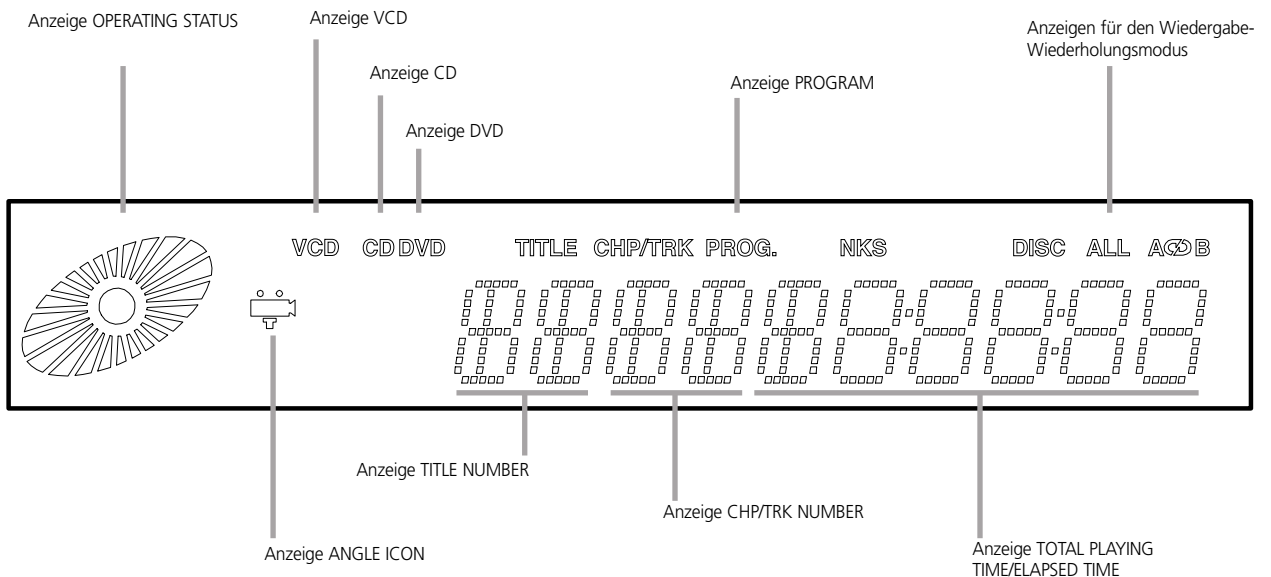 Anzeige OPERATING STATUS
Anzeige VCD
Anzeige CD
Anzeige DVD
Anzeige PROGRAM
Anzeigen für den Wiedergabe-
Wiederholungsmodus
VCD CD DVD TITLE CHP/TRK PROG. NKS DISC ALL A B
Anzeige TITLE NUMBER
Anzeige CHP/TRK NUMBER
Anzeige ANGLE ICON
Anzeige TOTAL PLAYING
TIME/ELAPSED TIME